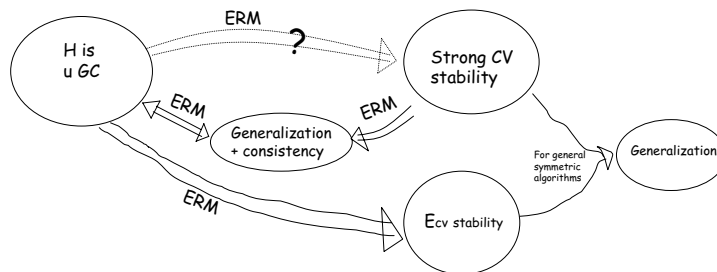 ERM
?
H is
u GC
Strong CV
stability
ERM
ERM
Generalization
+ consistency
Generalization
For general
symmetric
algorithms
ERM
Ecv stability